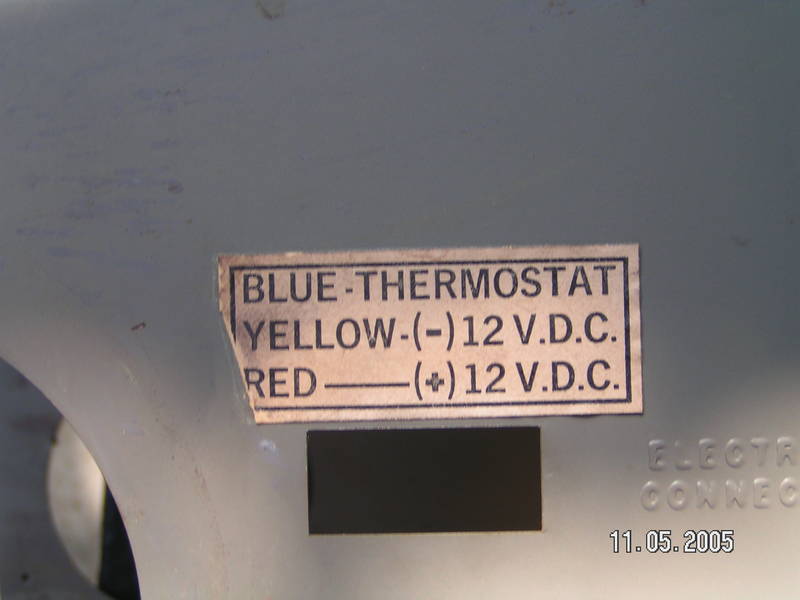 BLUE-THERMOSTAT
YELLOW-(-) 12 V.D.C.
RED —— (+) 12 V.D.C.
ELECTR
CONNEC
11.05.2005